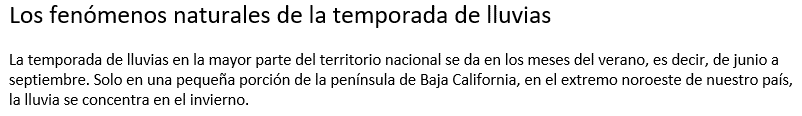 Los fenómenos naturales de la temporada de lluvias
La temporada de lluvias en la mayor parte del territorio nacional se da en los meses del verano, es decir, de junio a
septiembre. Solo en una pequeña porción de la península de Baja California, en el extremo noroeste de nuestro país,
la lluvia se concentra en el invierno.